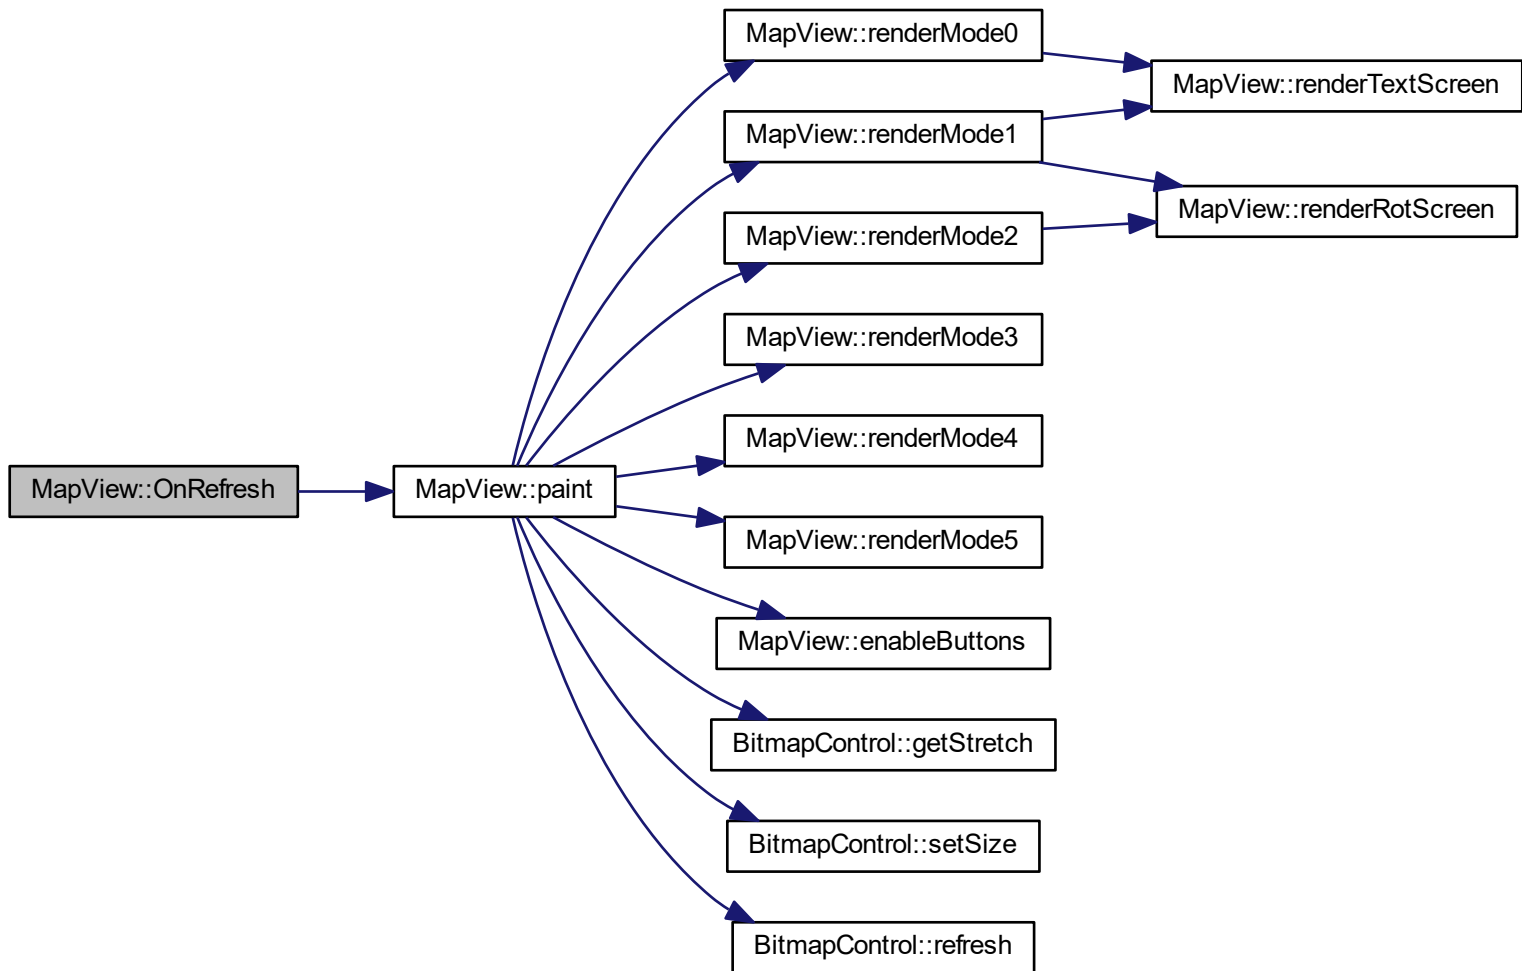 MapView::renderMode0
MapView::renderTextScreen
MapView::renderMode1
MapView::renderRotScreen
MapView::renderMode2
MapView::renderMode3
MapView::renderMode4
MapView::OnRefresh
MapView::paint
MapView::renderMode5
MapView::enableButtons
BitmapControl::getStretch
BitmapControl::setSize
BitmapControl::refresh